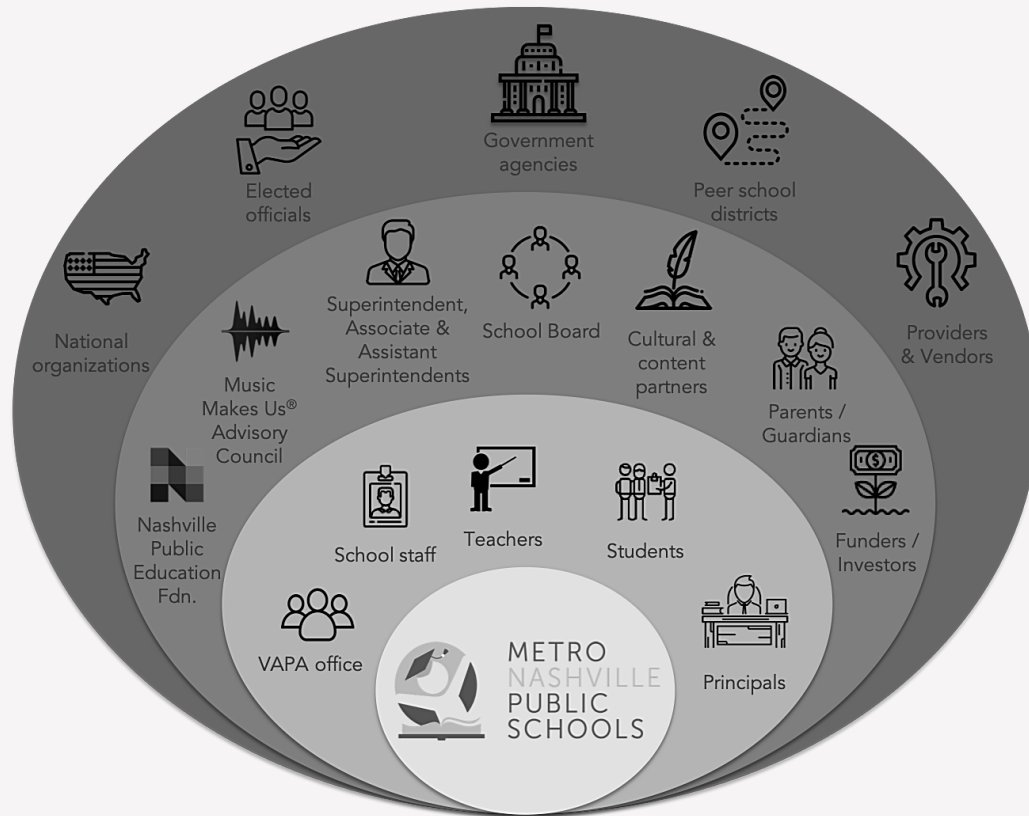 Government
agencies
Elected
officials
Peer school
districts
National
organizations
Providers
& Vendors
Superintendent,
Associate &
Assistant
Superintendents
School Board
Cultural &
content
partners
Music
Makes Us®
Advisory
Council
Parents /
Guardians
Nashville
Public
Education
Fdn.
Funders /
Investors
School staff
Teachers
Students
VAPA office
Principals
METRO
NASHVILLE
PUBLIC
SCHOOLS